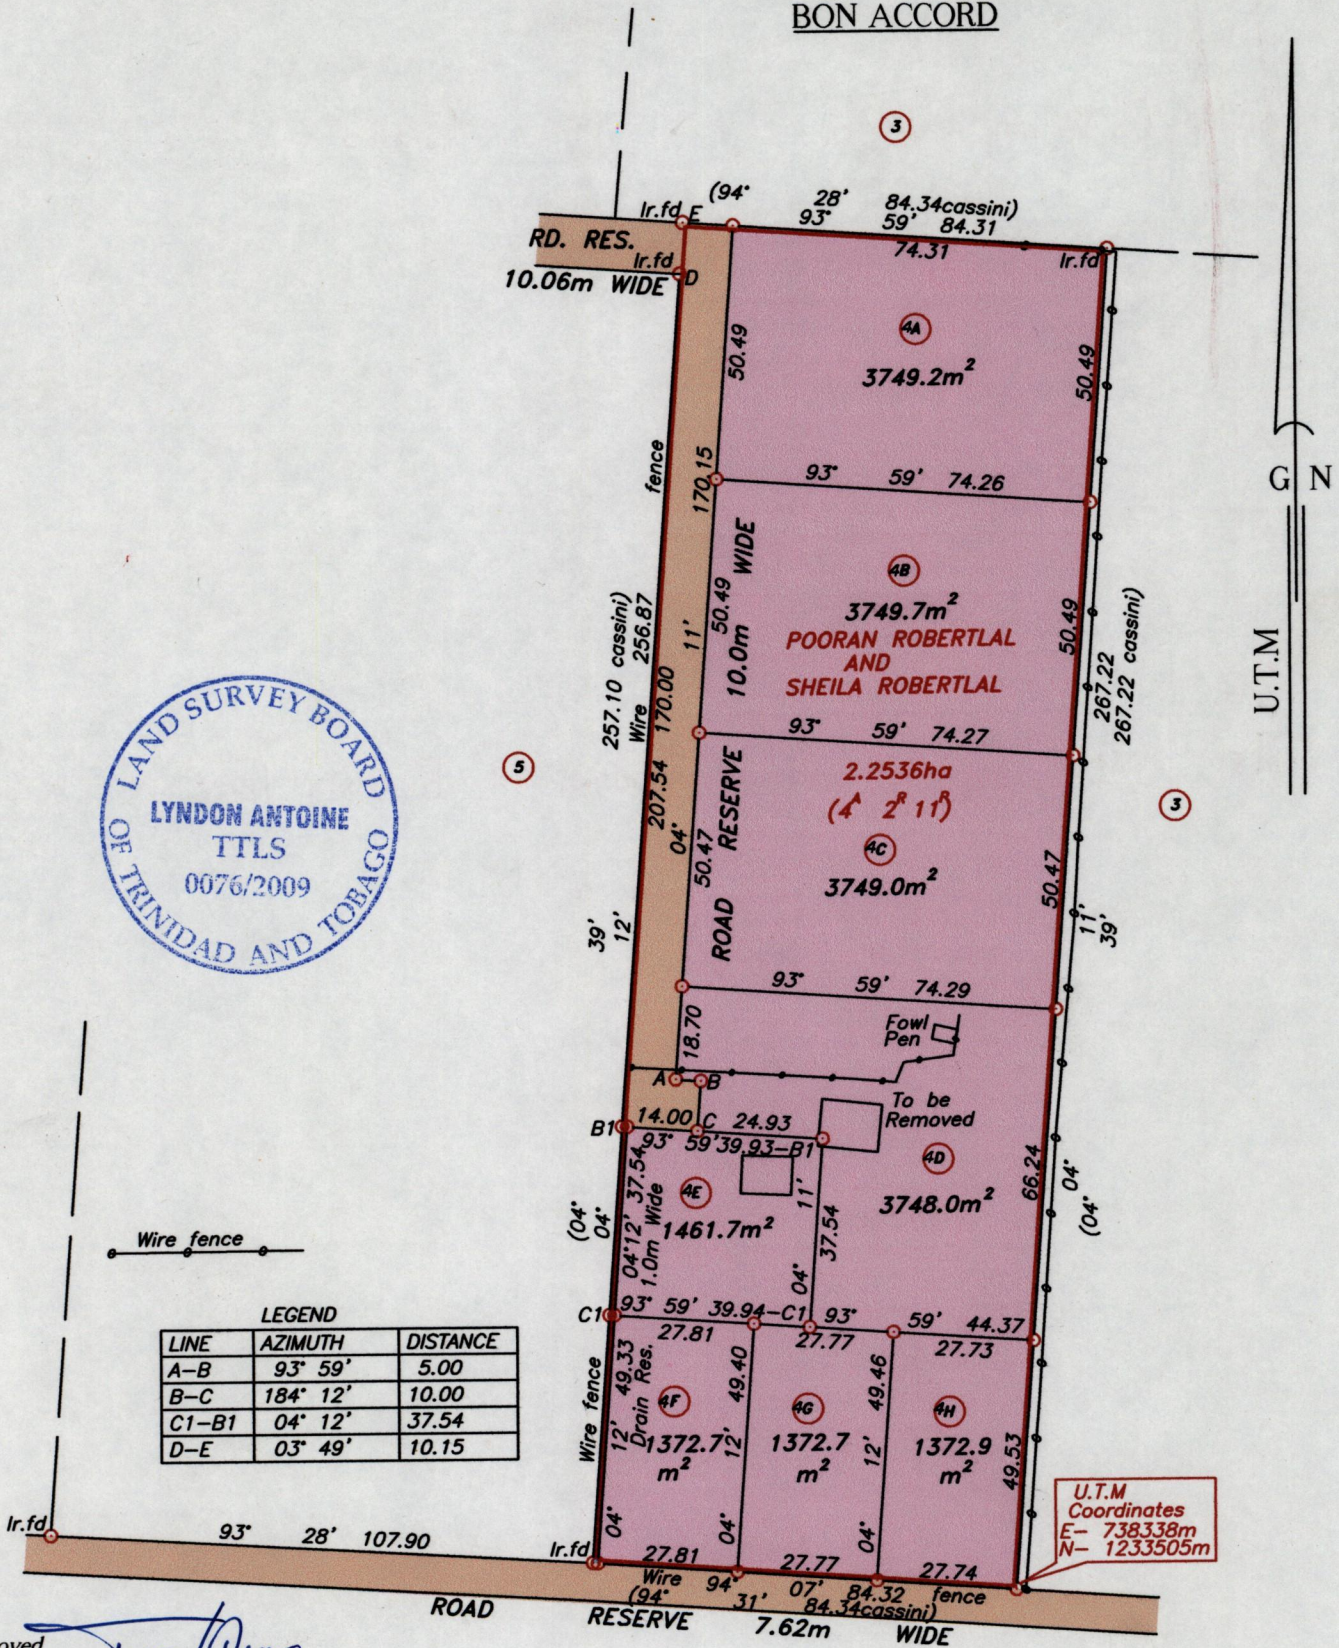 BON ACCORD
3
(94° 28' 84.34cassini)
93° 59' 84.31
Ir.fd E
RD. RES.
Ir.fd D
10.06m WIDE
74.31
Ir.fd
4A
3749.2m²
50.49
50.49
fence
170.15
93° 59' 74.26
G N
U.T.M
4B
3749.7m²
POORAN ROBERTLAL
AND
SHEILA ROBERTLAL
50.49
50.49
10.0m WIDE
11'
257.10 cassini)
Wire 256.87
170.00
207.54
04°
267.22
267.22 cassini)
93° 59' 74.27
5
2.2536ha
(4A 2R 11R)
3
4C
3749.0m²
ROAD RESERVE
50.47
50.47
39'
12'
11'
39'
LAND SURVEY BOARD
OF TRINIDAD AND TOBAGO
LYNDON ANTOINE
TTLS
0076/2009
93° 59' 74.29
18.70
Fowl
Pen
A B
To be
Removed
B1 14.00 C 24.93
93° 59' 39.93-B1
4D
3748.0m²
66.24
04°
(04°
4E
1461.7m²
04°12' 37.54
1.0m Wide
11'
37.54
04°
(04°
04°
Wire fence
C1 93° 59' 39.94-C1 93° 59' 44.37
27.81 27.77 27.73
LEGEND
LINE AZIMUTH DISTANCE
A-B 93° 59' 5.00
B-C 184° 12' 10.00
C1-B1 04° 12' 37.54
D-E 03° 49' 10.15
Wire fence
49.33
Drain Res.
12'
04°
49.40
12'
04°
49.46
12'
04°
49.53
4F
1372.7
m²
4G
1372.7
m²
4H
1372.9
m²
U.T.M
Coordinates
E- 738338m
N- 1233505m
Ir.fd
93° 28' 107.90
Ir.fd
27.81 27.77 27.74
Wire 94° 07' 84.32 fence
(94° 31' 84.34cassini)
ROAD RESERVE 7.62m WIDE